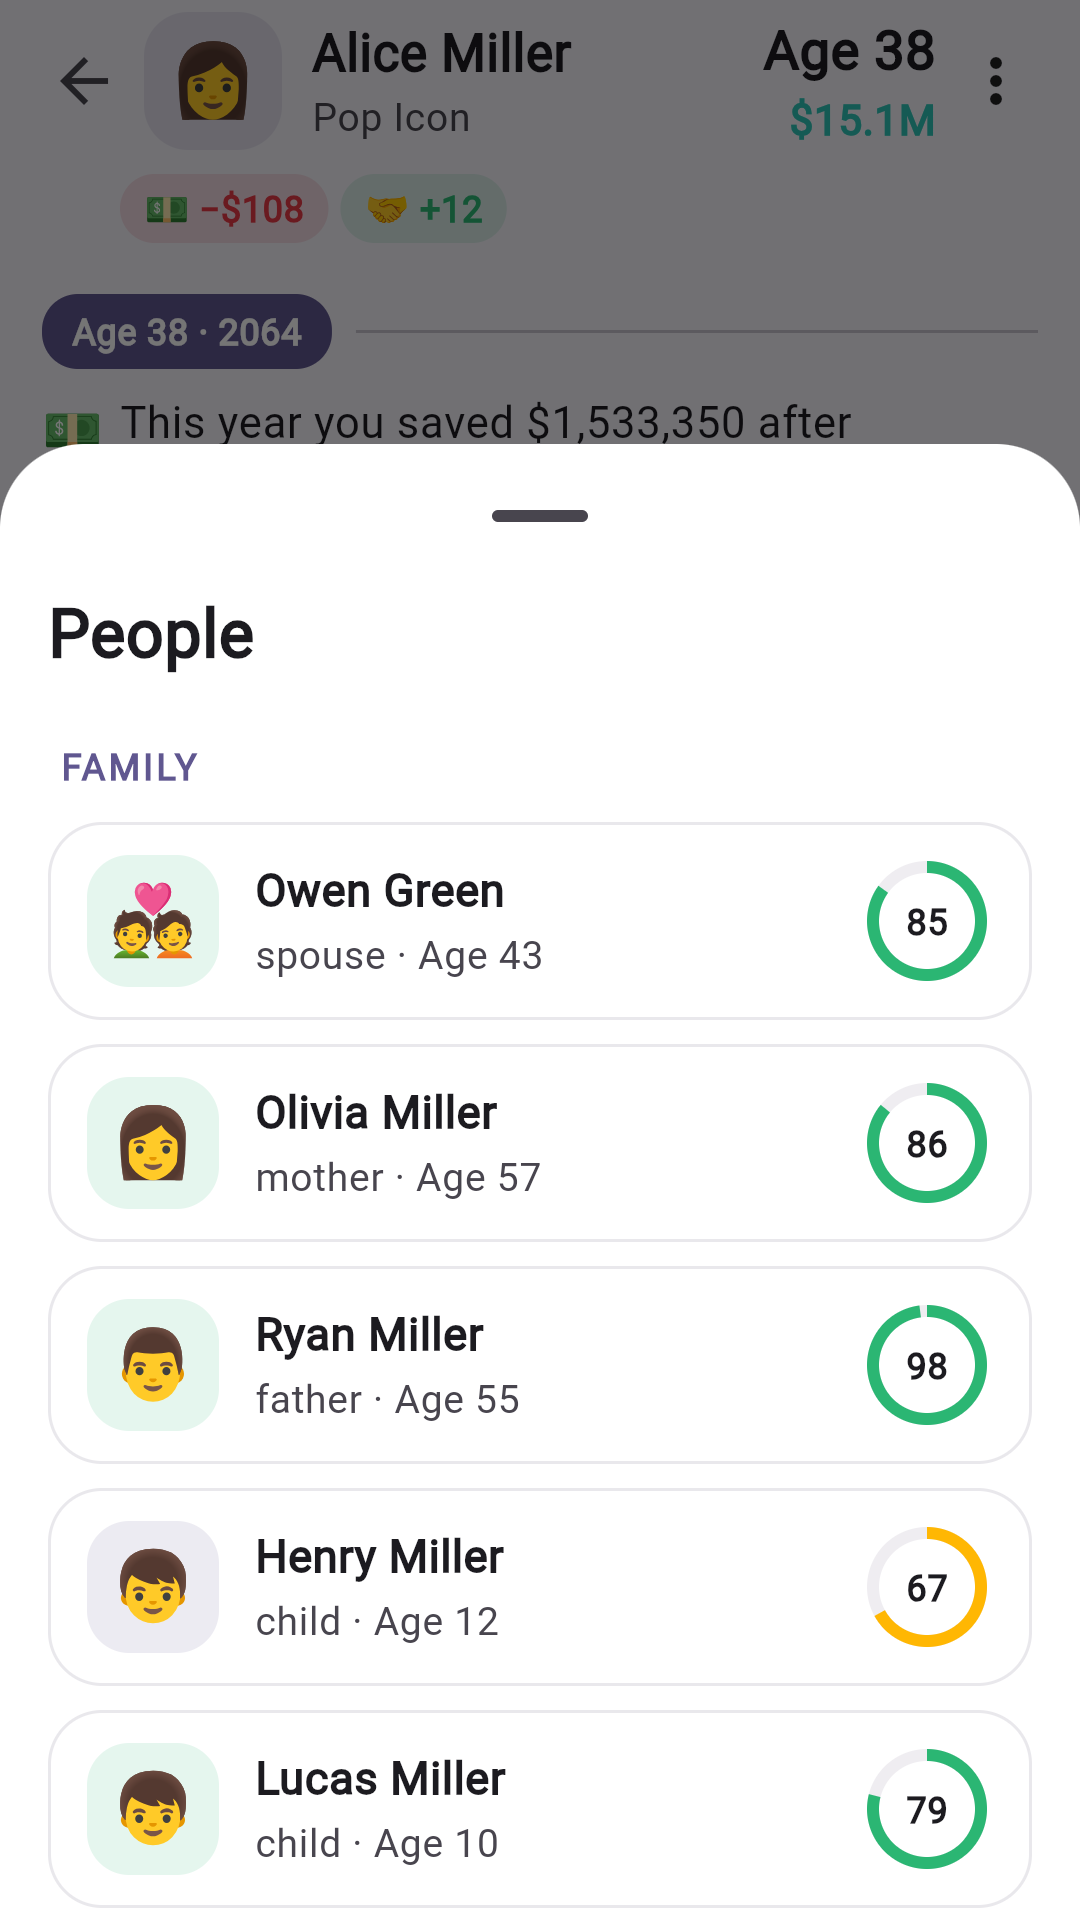 Alice Miller
Pop Icon
Age 38
$15.1M
−$108
+12
Age 38 · 2064
This year you saved $1,533,350 after
People
FAMILY
Owen Green
spouse · Age 43
85
Olivia Miller
mother · Age 57
86
Ryan Miller
father · Age 55
98
Henry Miller
child · Age 12
67
Lucas Miller
child · Age 10
79